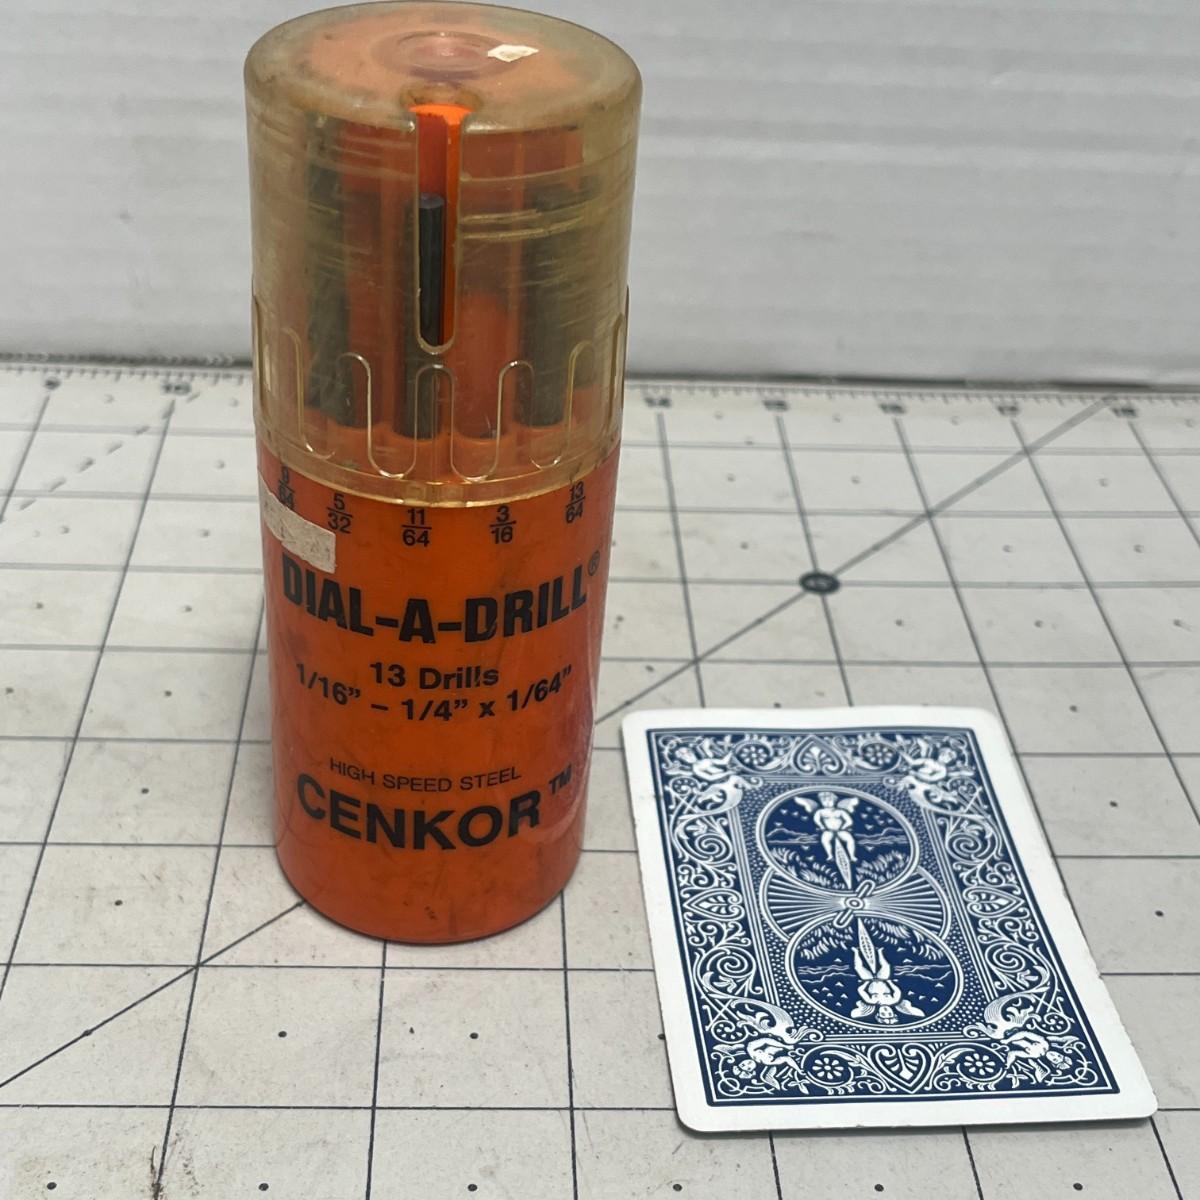 9/64 5/32 11/64 3/16 13/64
DIAL-A-DRILL®
13 Drills
1/16” – 1/4” x 1/64”
HIGH SPEED STEEL
CENKOR™